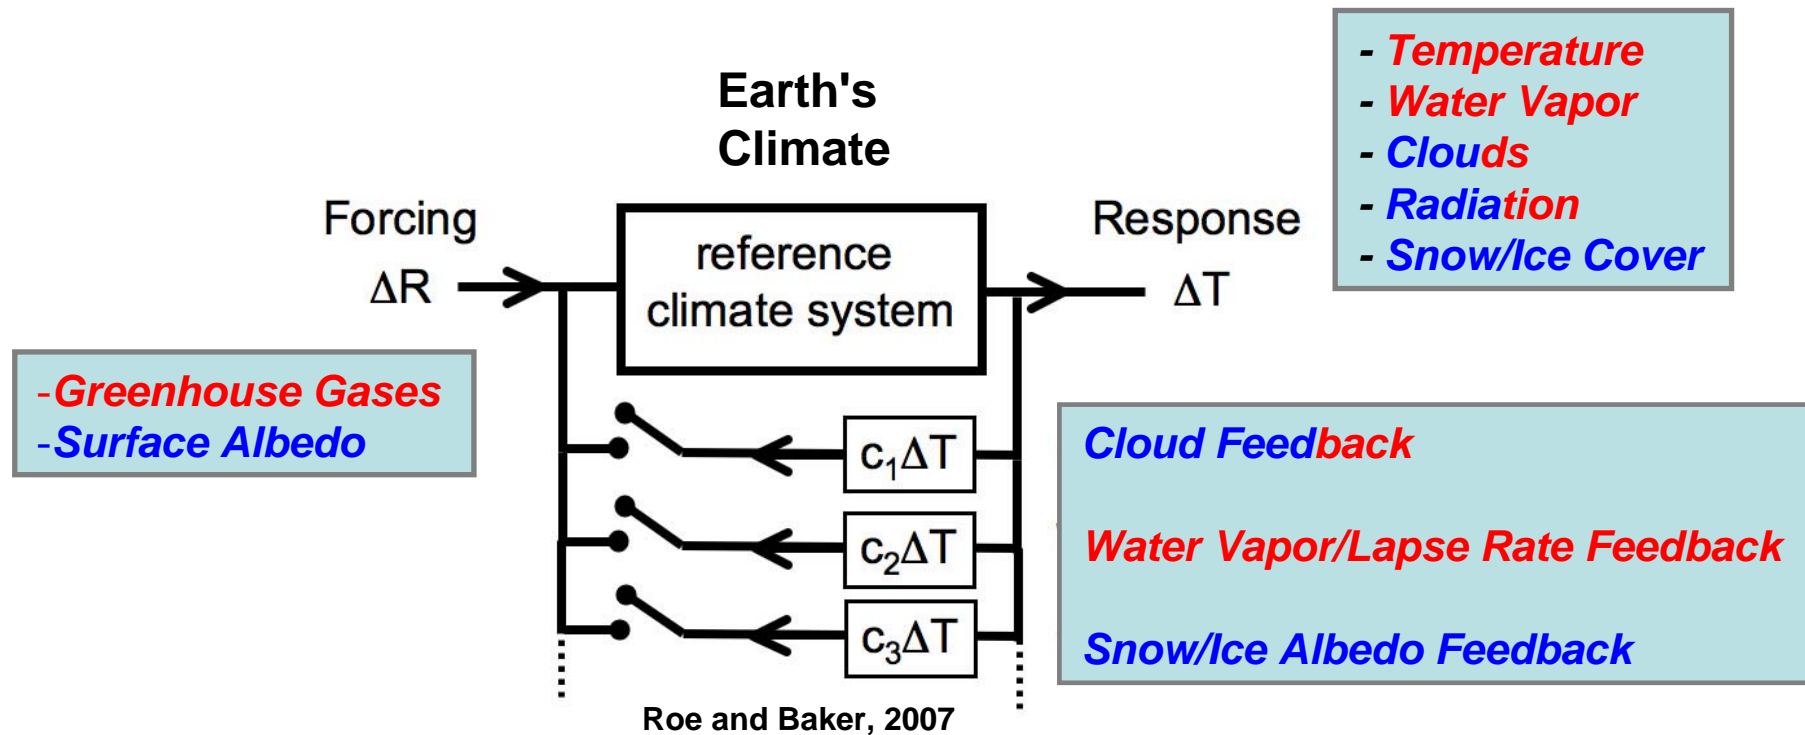 Earth's
Climate
Forcing
ΔR
reference
climate system
Response
ΔT
- Temperature
- Water Vapor
- Clouds
- Radiation
- Snow/Ice Cover
-Greenhouse Gases
-Surface Albedo
c₁ΔT
c₂ΔT
c₃ΔT
Cloud Feedback
Water Vapor/Lapse Rate Feedback
Snow/Ice Albedo Feedback
Roe and Baker, 2007